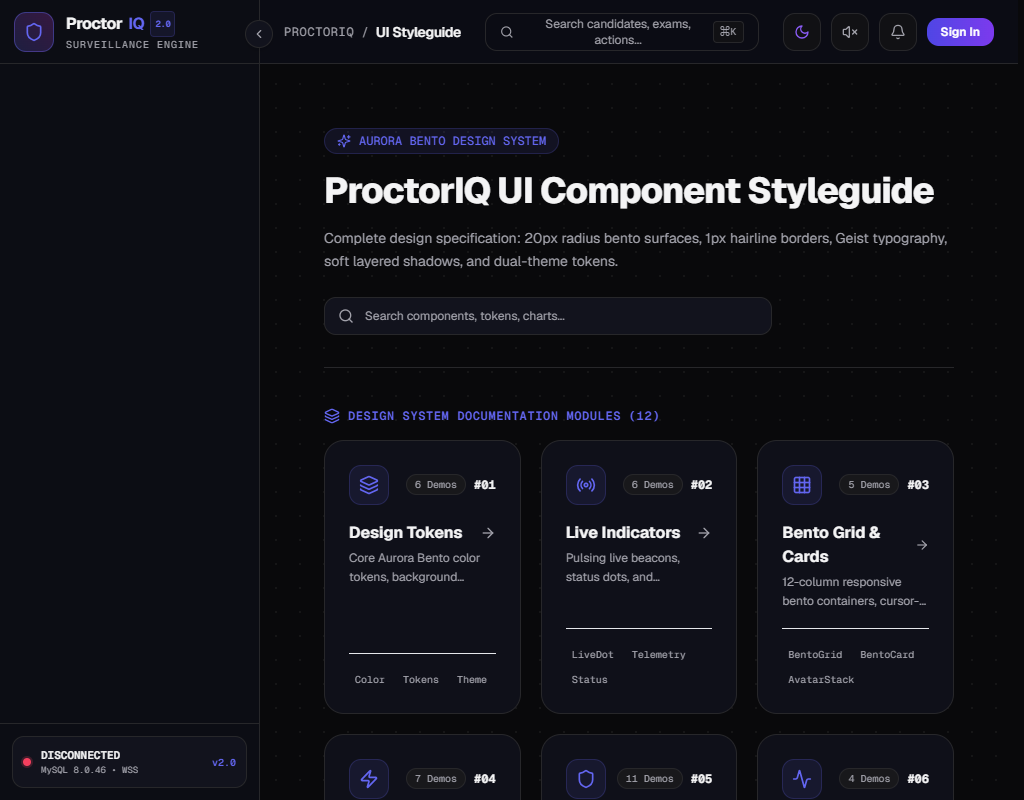 Proctor IQ 2.0
SURVEILLANCE ENGINE
PROCTORIQ / UI Styleguide
Search candidates, exams,
actions...
⌘K
Sign In
AURORA BENTO DESIGN SYSTEM
ProctorIQ UI Component Styleguide
Complete design specification: 20px radius bento surfaces, 1px hairline borders, Geist typography,
soft layered shadows, and dual-theme tokens.
Search components, tokens, charts...
DESIGN SYSTEM DOCUMENTATION MODULES (12)
6 Demos #01
Design Tokens
Core Aurora Bento color
tokens, background...
Color Tokens Theme
6 Demos #02
Live Indicators
Pulsing live beacons,
status dots, and...
LiveDot Telemetry
Status
5 Demos #03
Bento Grid &
Cards
12-column responsive
bento containers, cursor-...
BentoGrid BentoCard
AvatarStack
7 Demos #04
11 Demos #05
4 Demos #06
DISCONNECTED
MySQL 8.0.46 • WSS
v2.0